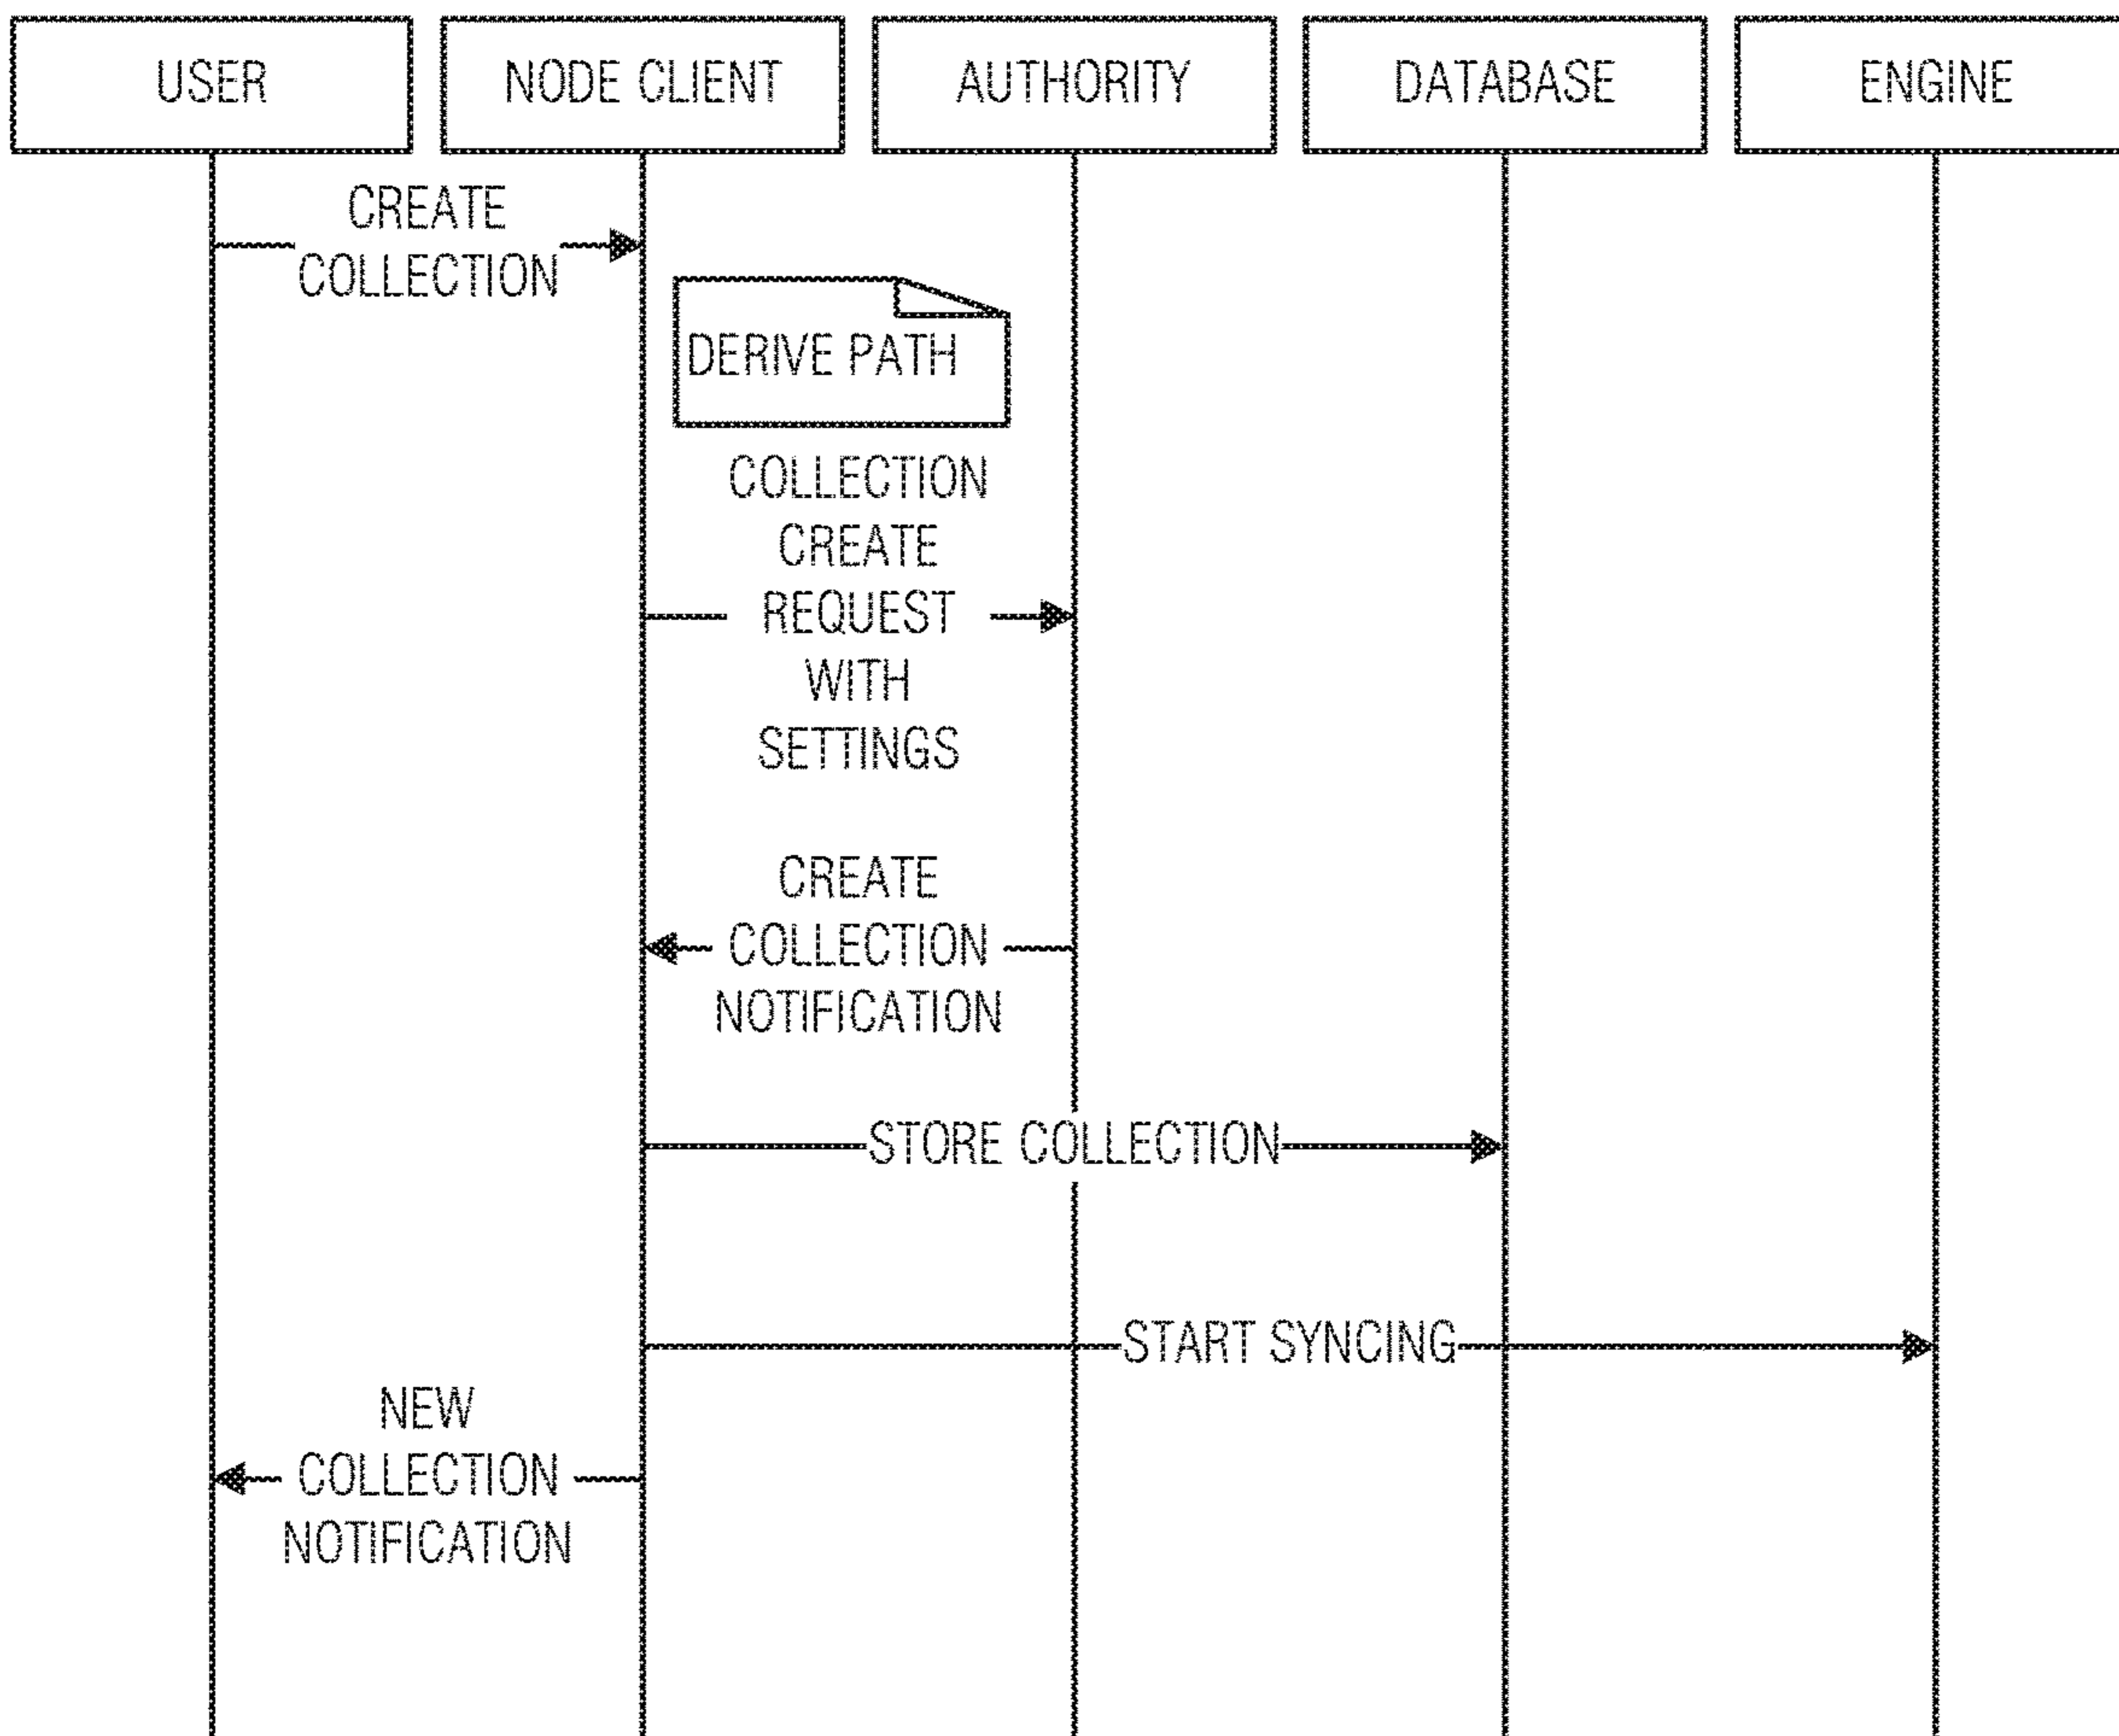 USER
NODE CLIENT
AUTHORITY
DATABASE
ENGINE
CREATE
COLLECTION
DERIVE PATH
COLLECTION
CREATE
REQUEST
WITH
SETTINGS
CREATE
COLLECTION
NOTIFICATION
STORE COLLECTION
START SYNCING
NEW
COLLECTION
NOTIFICATION